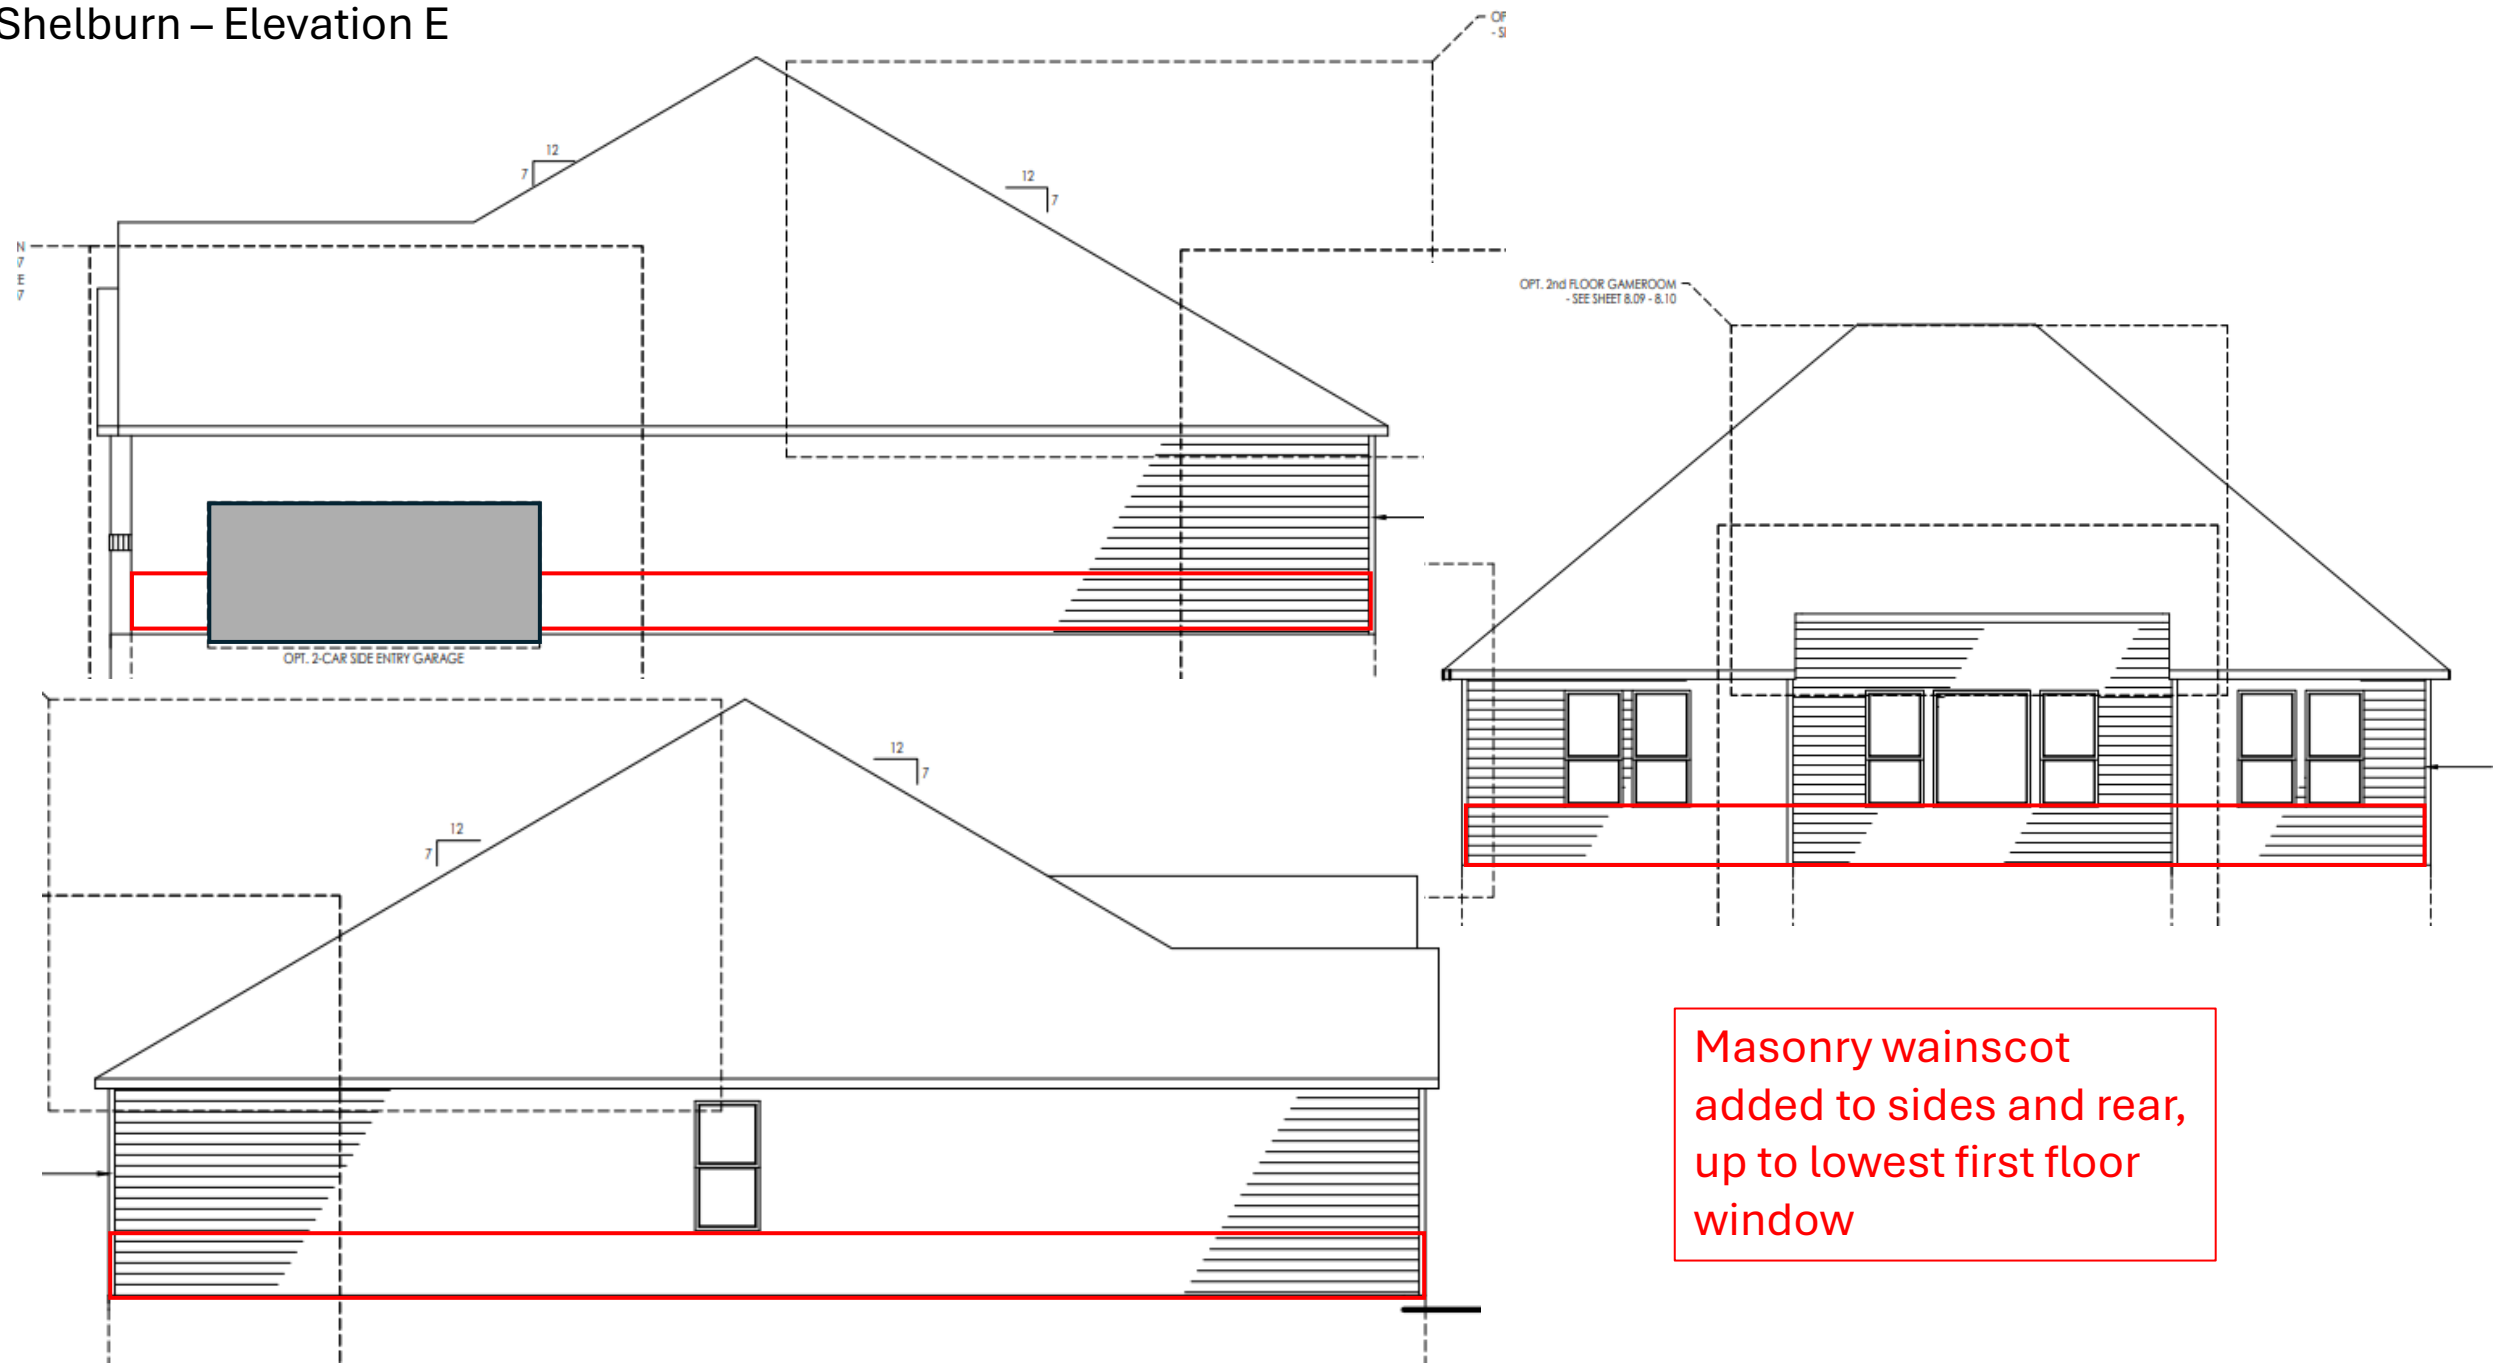 Shelburn – Elevation E
OP
- SI
12
7
12
7
N
E
OPT. 2-CAR SIDE ENTRY GARAGE
OPT. 2nd FLOOR GAMEROOM
- SEE SHEET 8.09 - 8.10
12
7
12
7
Masonry wainscot
added to sides and rear,
up to lowest first floor
window